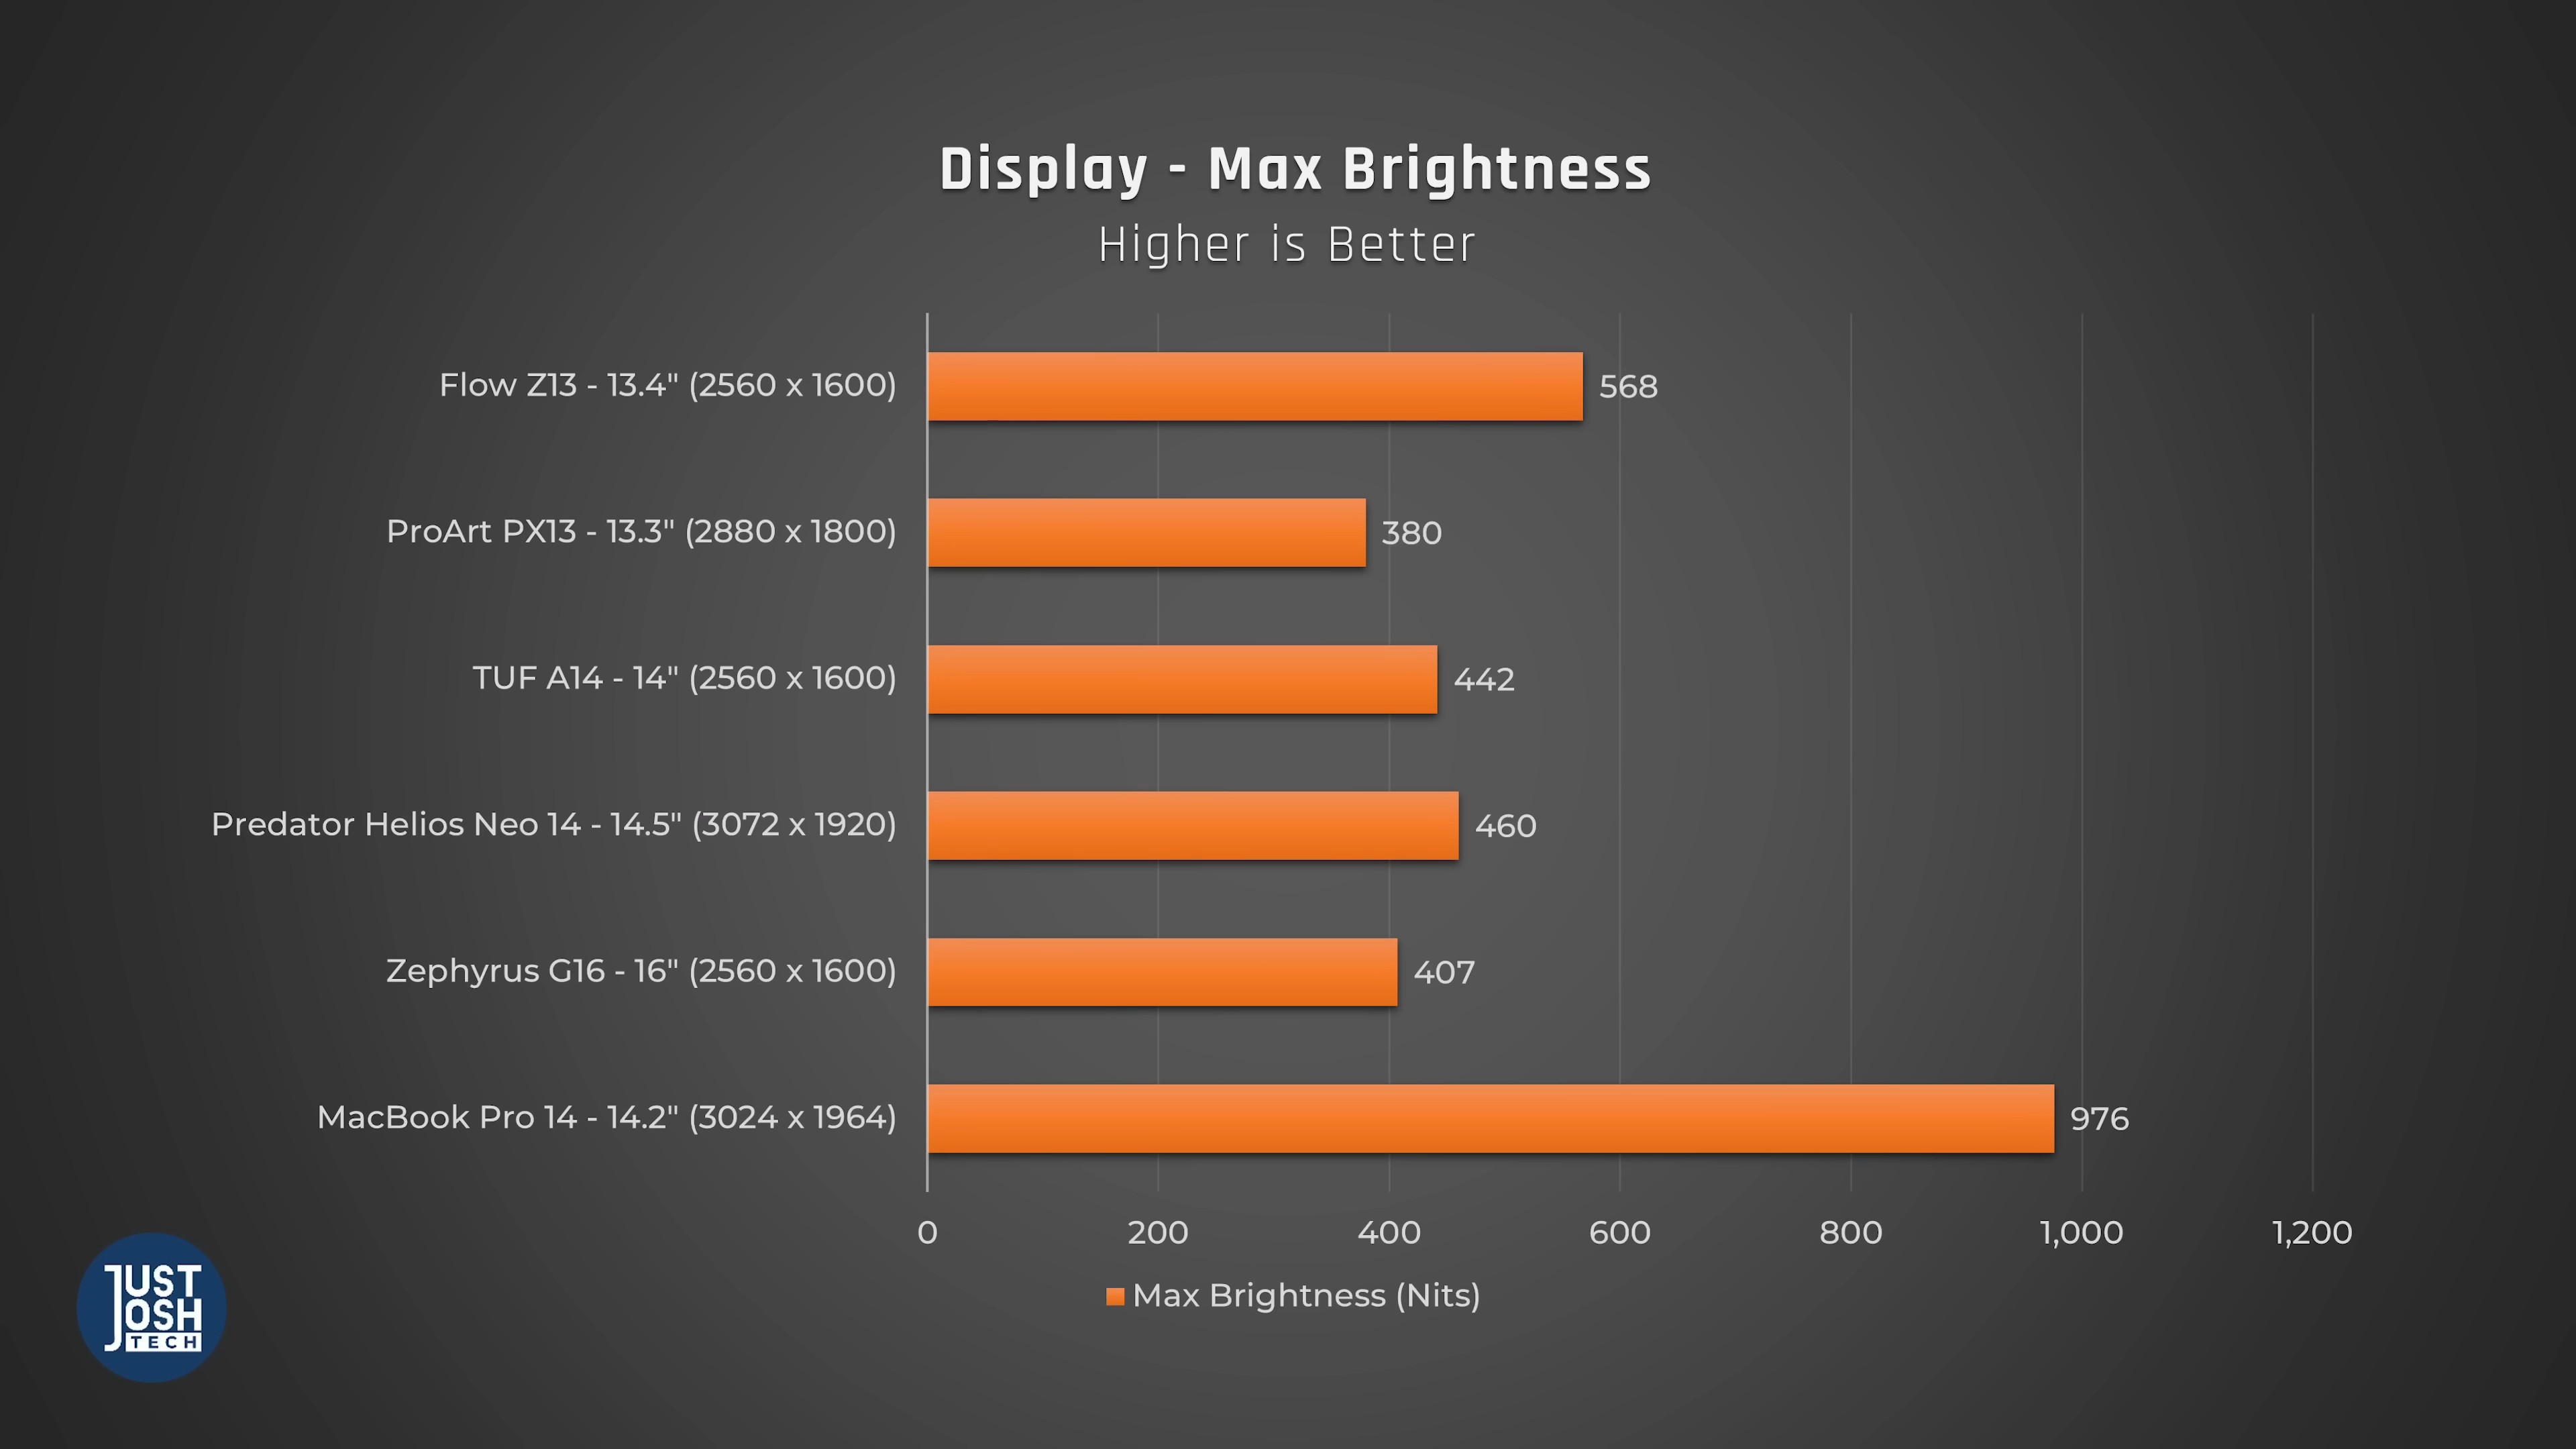 Display - Max Brightness
Higher is Better
Flow Z13 - 13.4" (2560 x 1600)
568
ProArt PX13 - 13.3" (2880 x 1800)
380
TUF A14 - 14" (2560 x 1600)
442
Predator Helios Neo 14 - 14.5" (3072 x 1920)
460
Zephyrus G16 - 16" (2560 x 1600)
407
MacBook Pro 14 - 14.2" (3024 x 1964)
976
0 200 400 600 800 1,000 1,200
Max Brightness (Nits)
JUST
JOSH
TECH